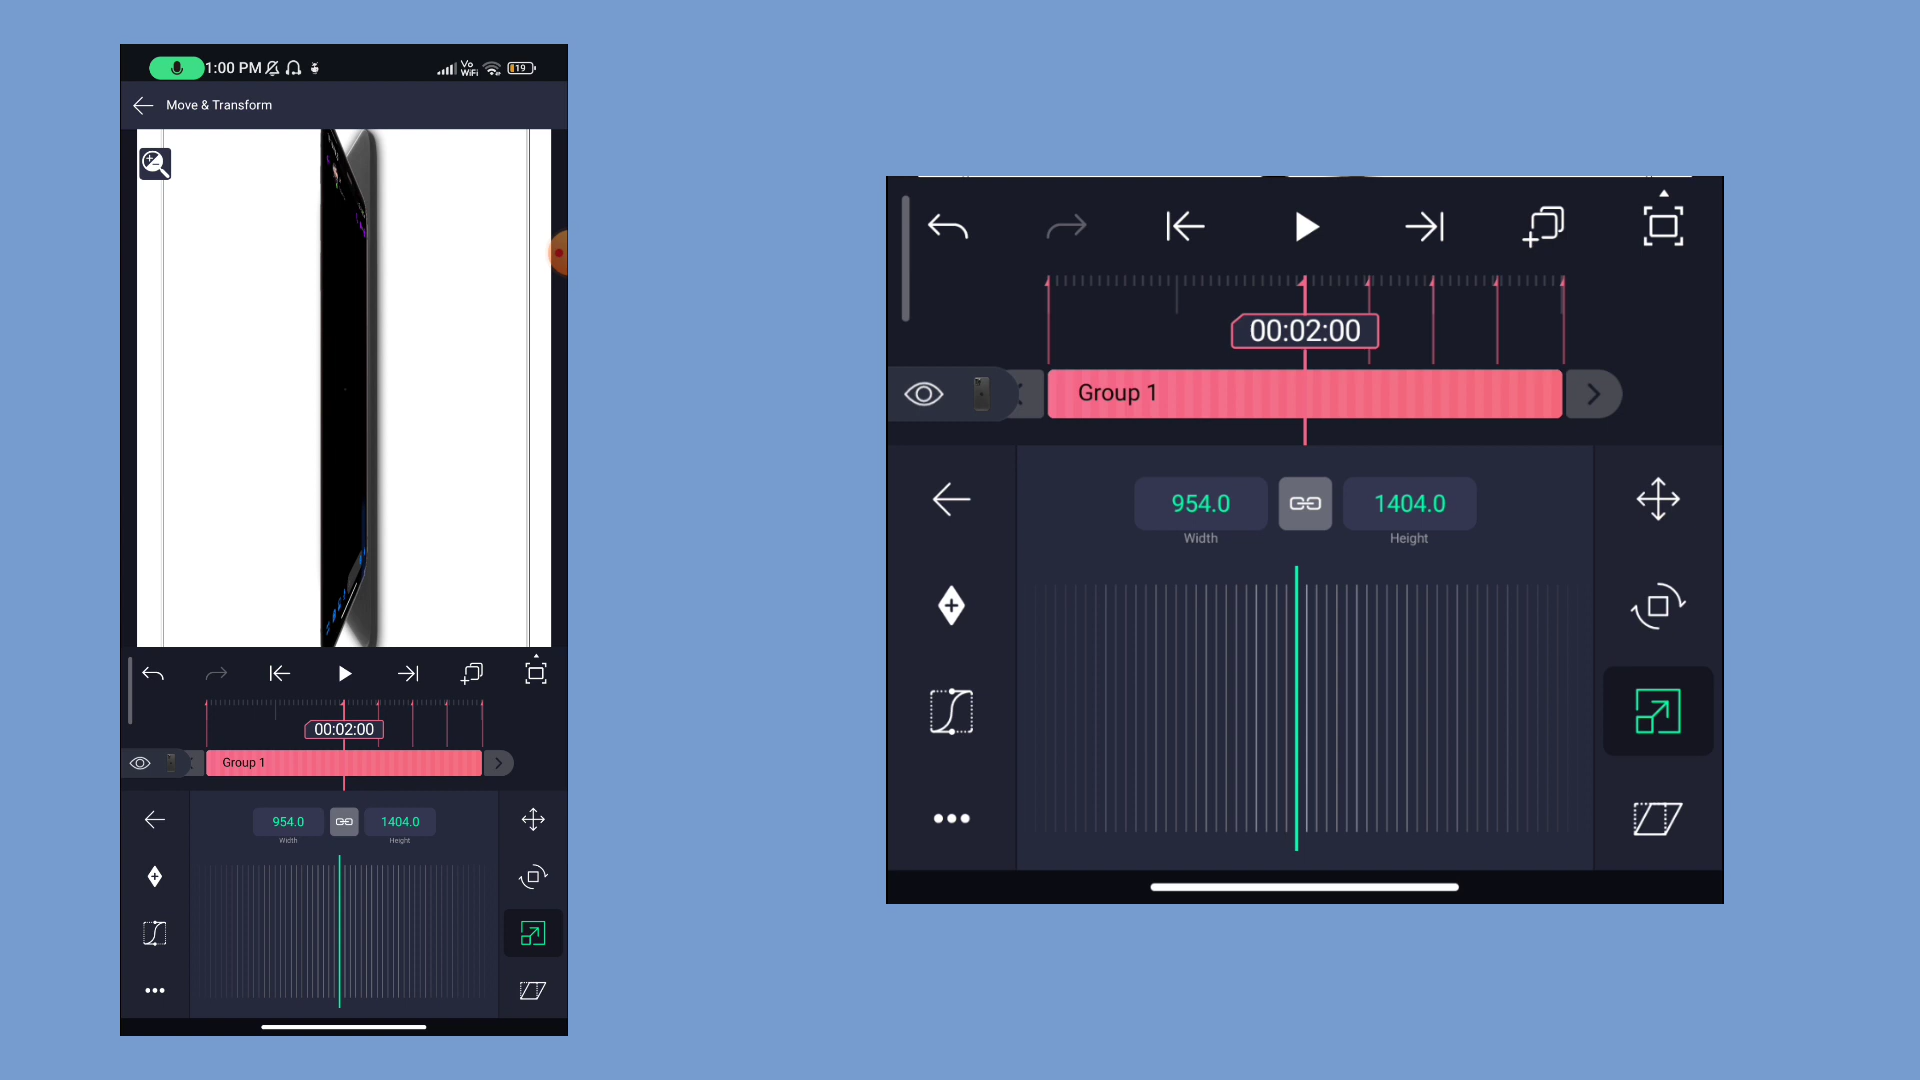 1:00 PM
Vo
WiFi
19
Move & Transform
00:02:00
Group 1
954.0
1404.0
Width
Height
00:02:00
Group 1
954.0
1404.0
Width
Height